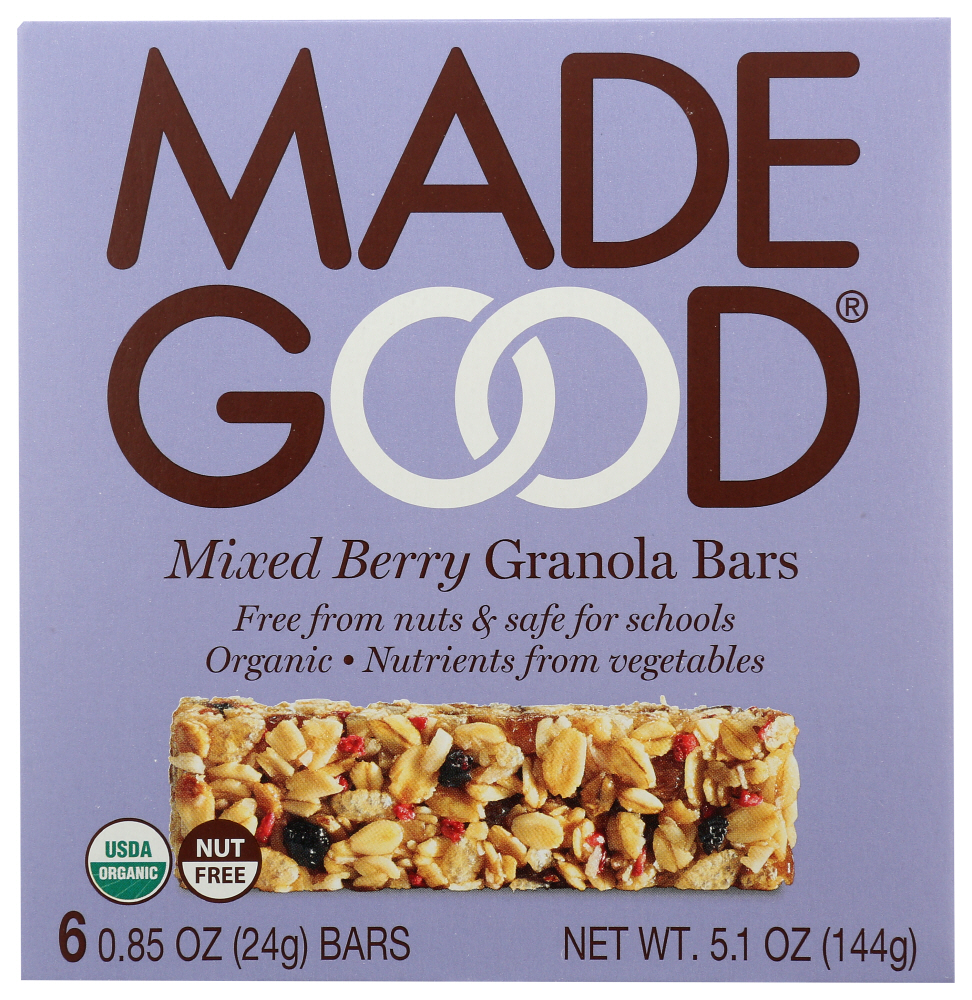 MADE
GOOD®
Mixed Berry Granola Bars
Free from nuts & safe for schools
Organic • Nutrients from vegetables
USDA
ORGANIC
NUT
FREE
6 0.85 OZ (24g) BARS
NET WT. 5.1 OZ (144g)